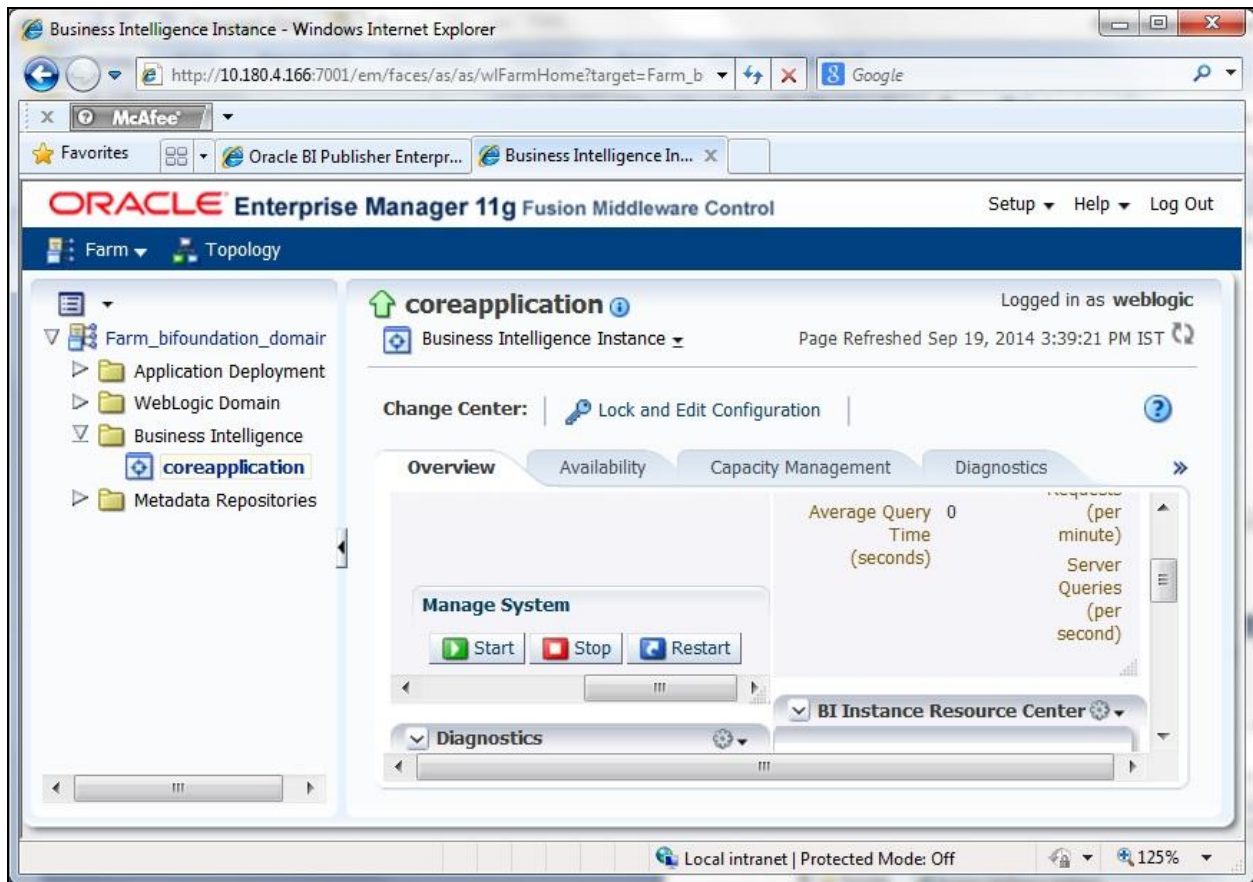 Business Intelligence Instance - Windows Internet Explorer
http://10.180.4.166:7001/em/faces/as/as/wlFarmHome?target=Farm_b
Google
X McAfee
Favorites Oracle BI Publisher Enterpr... Business Intelligence In... X
ORACLE Enterprise Manager 11g Fusion Middleware Control Setup Help Log Out
Farm Topology
coreapplication Logged in as weblogic
Business Intelligence Instance Page Refreshed Sep 19, 2014 3:39:21 PM IST
Farm_bifoundation_domair
Application Deployment
WebLogic Domain
Business Intelligence
coreapplication
Metadata Repositories
Change Center: Lock and Edit Configuration
Overview Availability Capacity Management Diagnostics »
Average Query Time (seconds) 0
Requests
(per
minute)
Server
Queries
(per
second)
Manage System
Start Stop Restart
Diagnostics
BI Instance Resource Center
Local intranet | Protected Mode: Off 125%